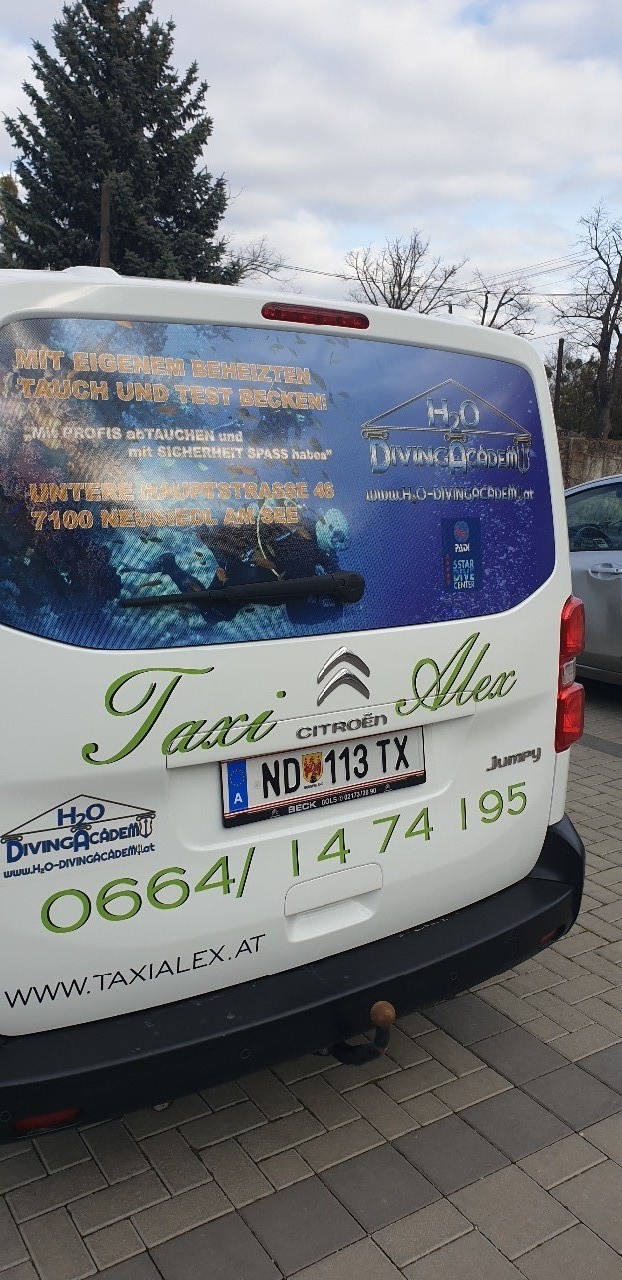 MIT EIGENEM BEHEIZTEN
TAUCH UND TEST BECKEN!
„Mit PROFIS abTAUCHEN und
mit SICHERHEIT SPASS haben"
UNTERE HAUPTSTRASSE 46
7100 NEUSIEDL AM SEE
H2O
DIVINGACADEMY
WWW.H2O-DIVINGACADEMY.at
PADI
5 STAR
DIVE
CENTER
Taxi Alex
CITROËN
Jumpy
A
ND 113 TX
BECK GOLS
H2O
DIVINGACADEMY
WWW.H2O-DIVINGACADEMY.at
0664/ 14 74 195
WWW.TAXIALEX.AT